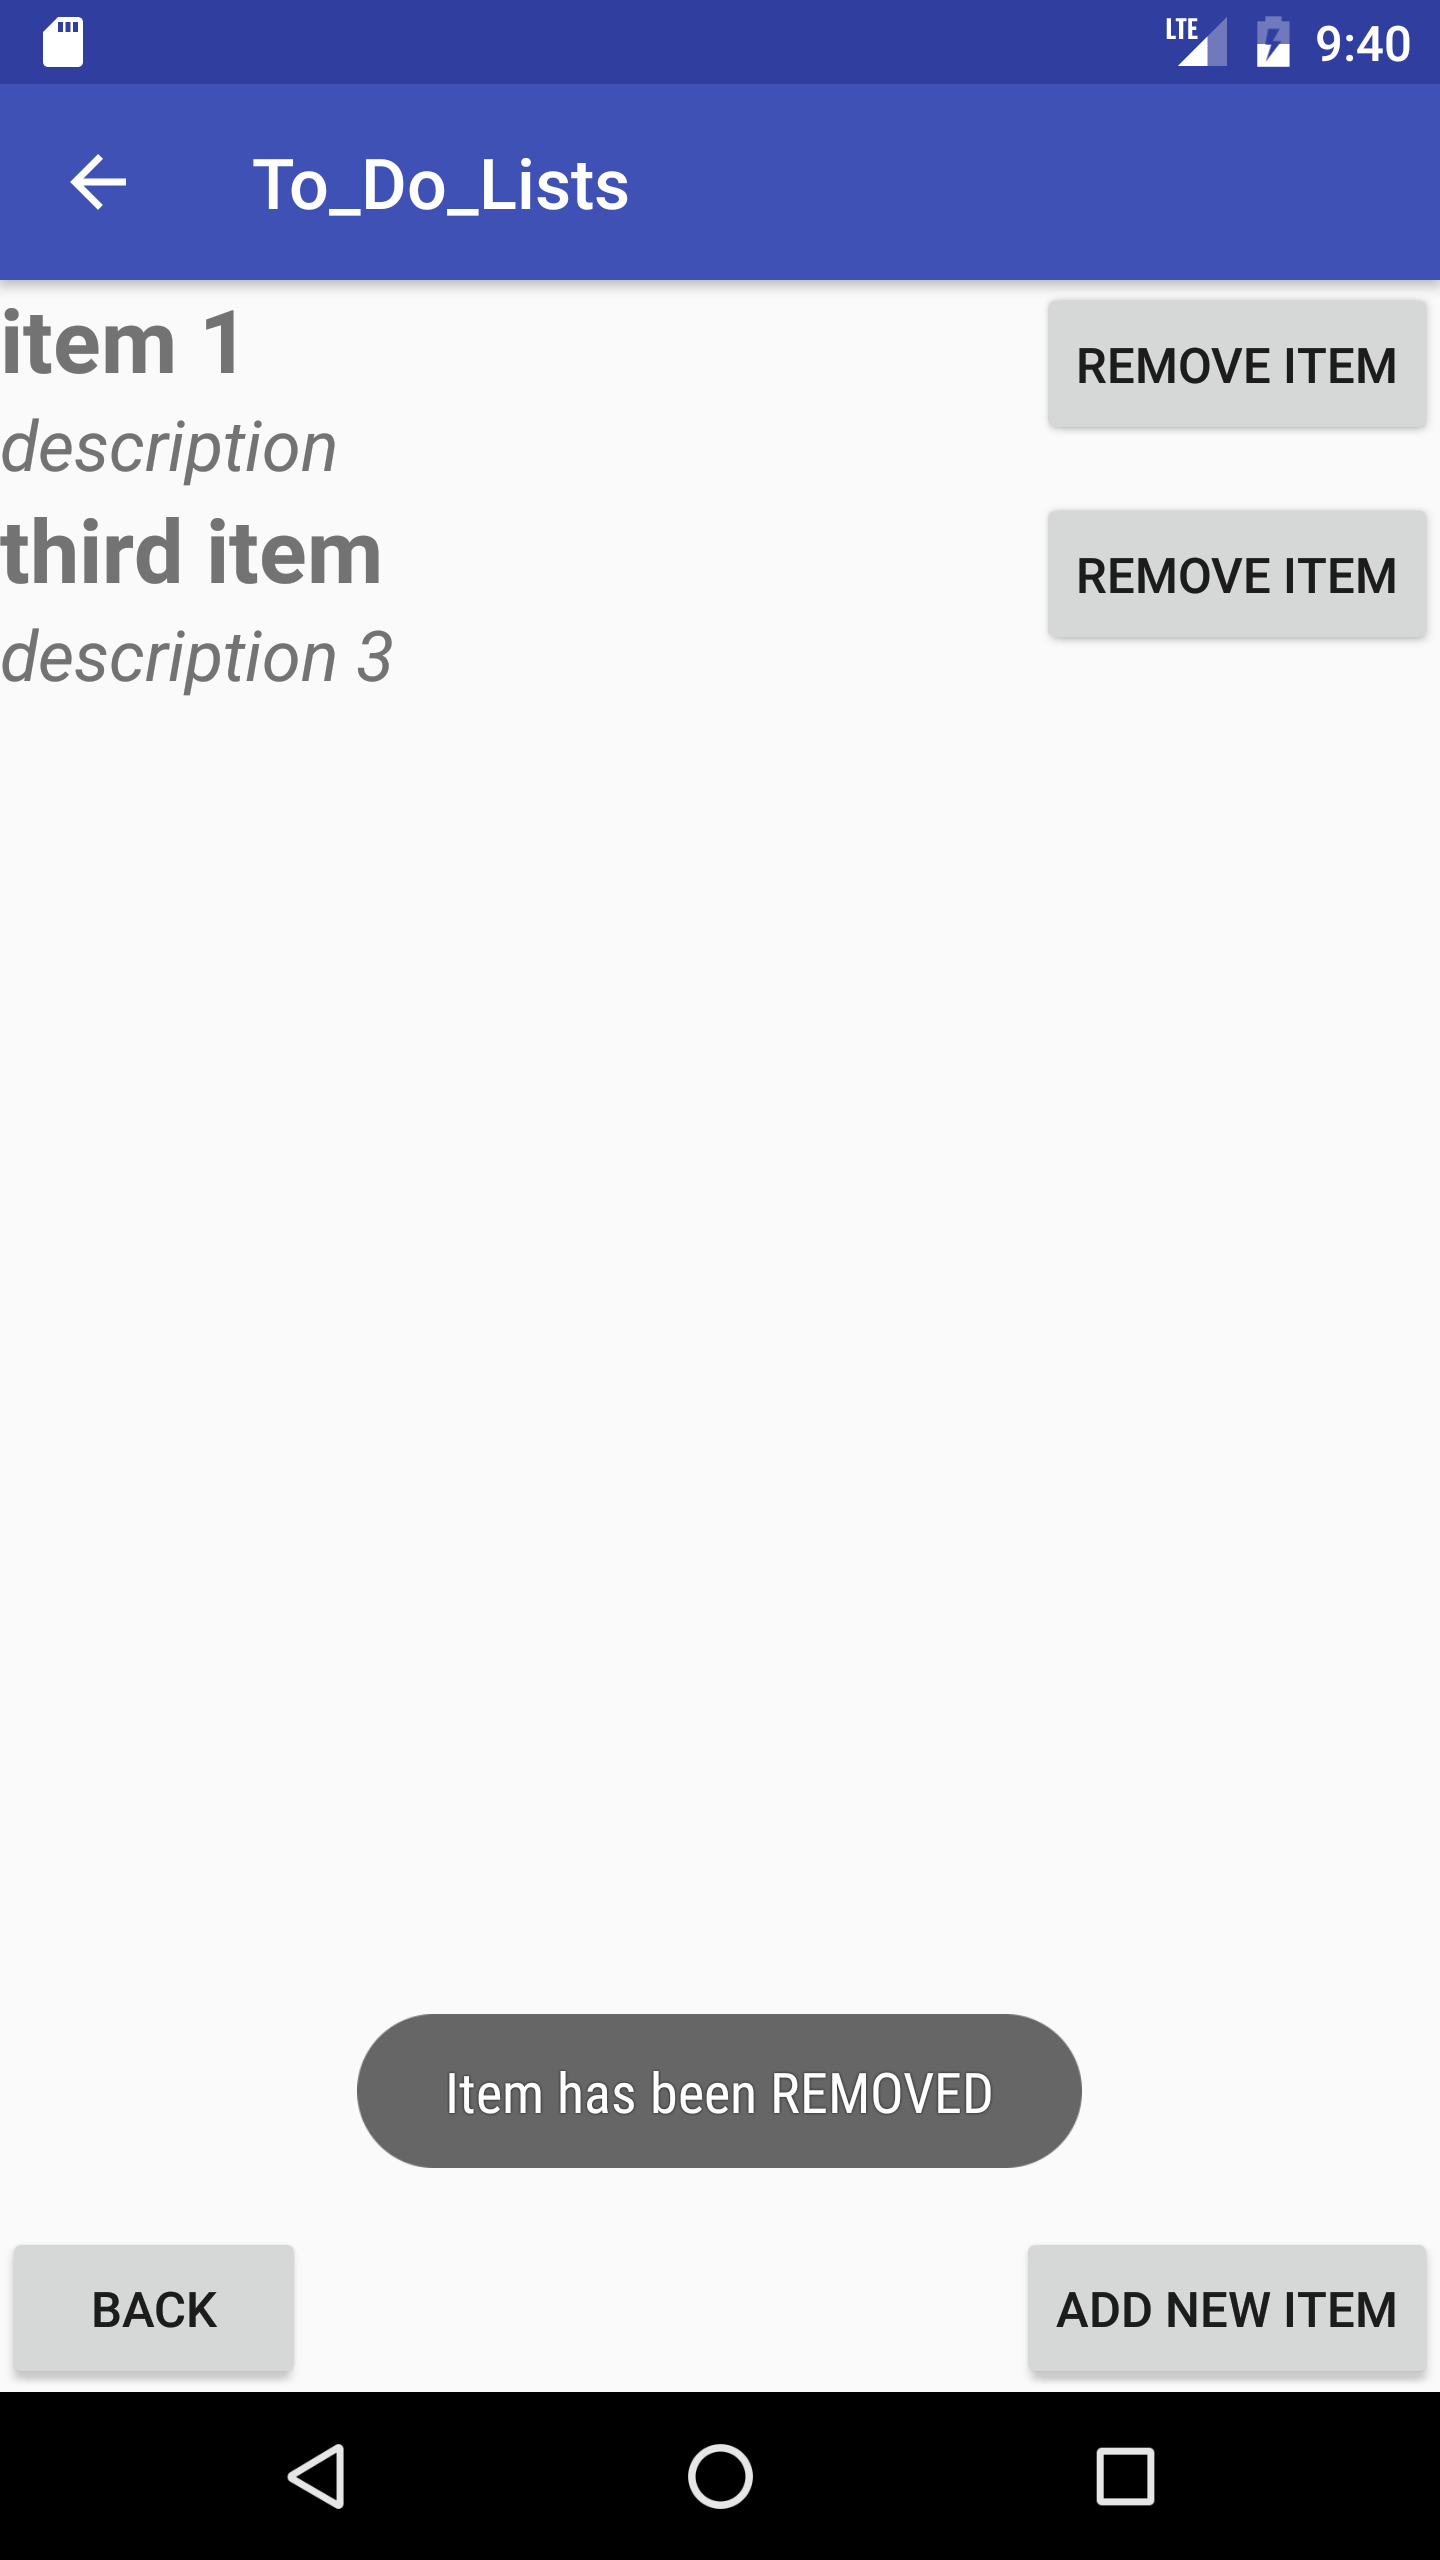 LTE 9:40
To_Do_Lists
item 1
REMOVE ITEM
description
third item
REMOVE ITEM
description 3
Item has been REMOVED
BACK
ADD NEW ITEM